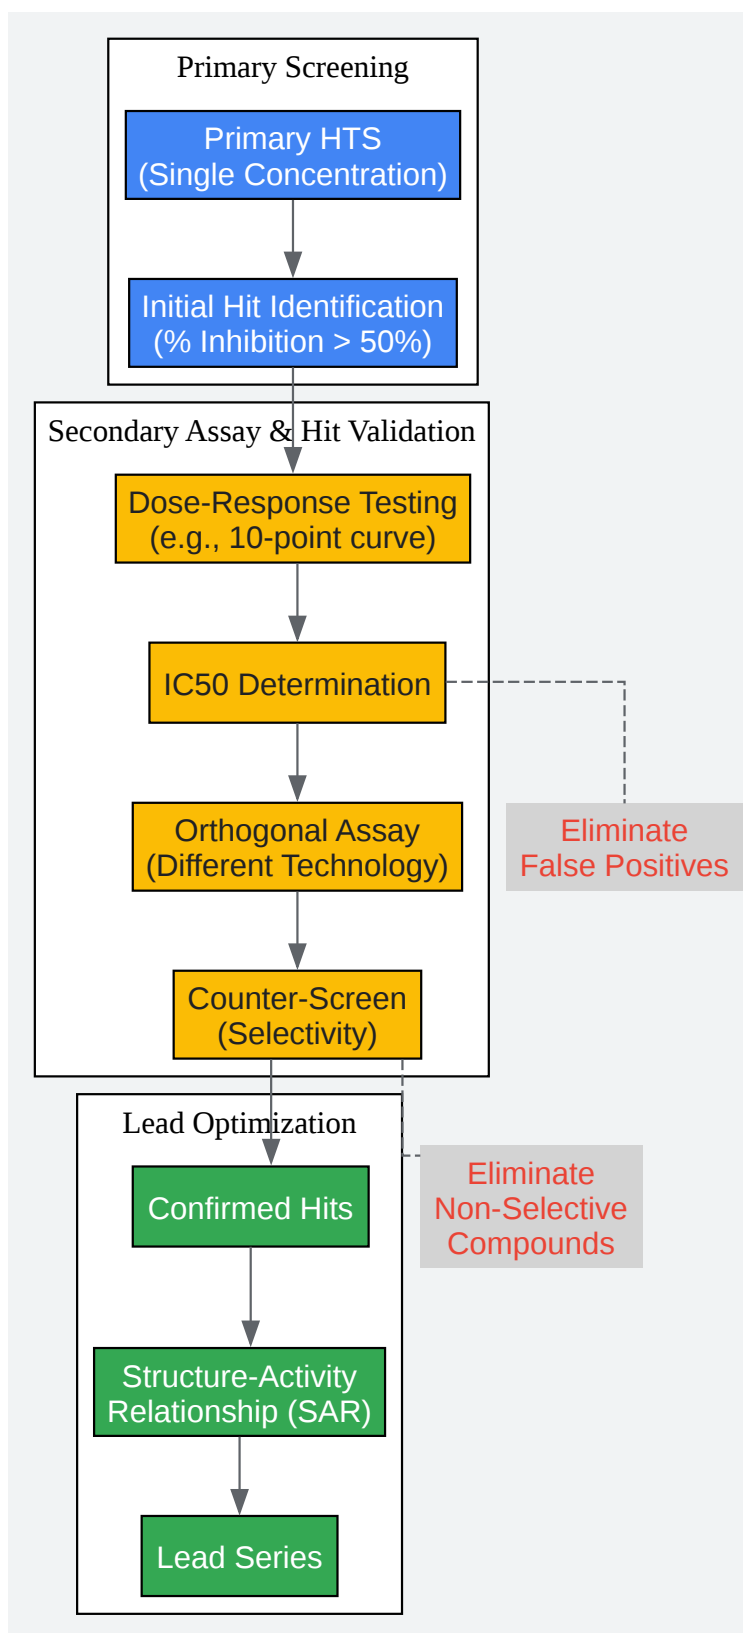 Primary Screening
Primary HTS
(Single Concentration)
Initial Hit Identification
(% Inhibition > 50%)
Secondary Assay & Hit Validation
Dose-Response Testing
(e.g., 10-point curve)
IC50 Determination
Orthogonal Assay
(Different Technology)
Eliminate
False Positives
Counter-Screen
(Selectivity)
Lead Optimization
Confirmed Hits
Eliminate
Non-Selective
Compounds
Structure-Activity
Relationship (SAR)
Lead Series